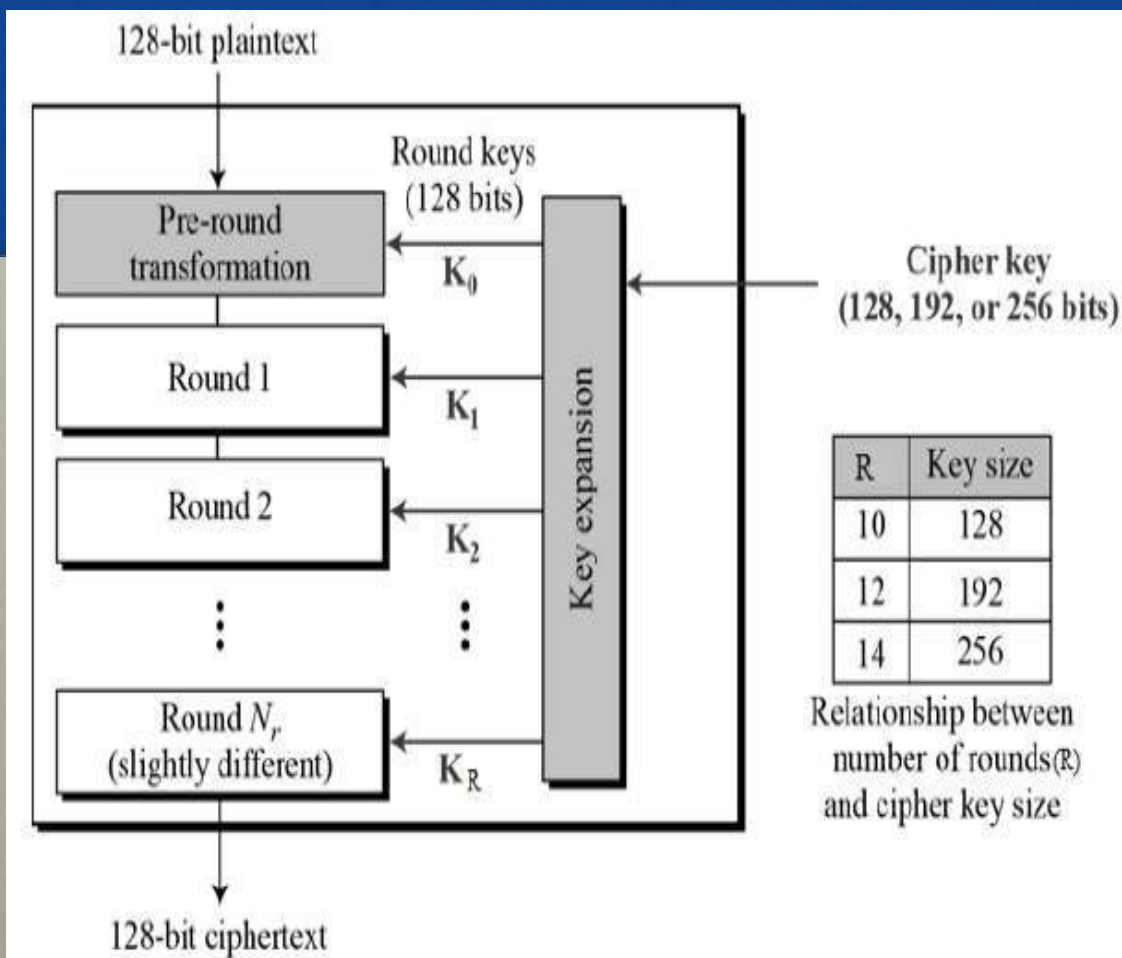 128-bit plaintext
Round keys
(128 bits)
Pre-round
transformation
K0
Cipher key
(128, 192, or 256 bits)
Round 1
K1
Round 2
K2
Key expansion
Round Nr
(slightly different)
KR
R Key size
10 128
12 192
14 256
Relationship between
number of rounds(R)
and cipher key size
128-bit ciphertext